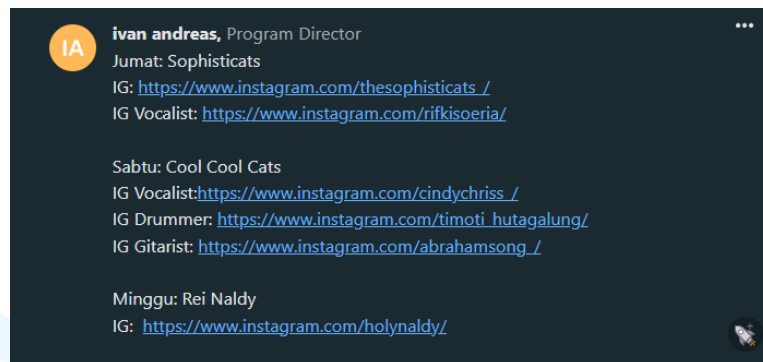 IA
ivan andreas, Program Director
Jumat: Sophisticats
IG: https://www.instagram.com/thesophisticats_/
IG Vocalist: https://www.instagram.com/rifkisoeria/
Sabtu: Cool Cool Cats
IG Vocalist:https://www.instagram.com/cindychriss_/
IG Drummer: https://www.instagram.com/timoti_hutagalung/
IG Gitarist: https://www.instagram.com/abrahamsong_/
Minggu: Rei Naldy
IG: https://www.instagram.com/holynaldy/